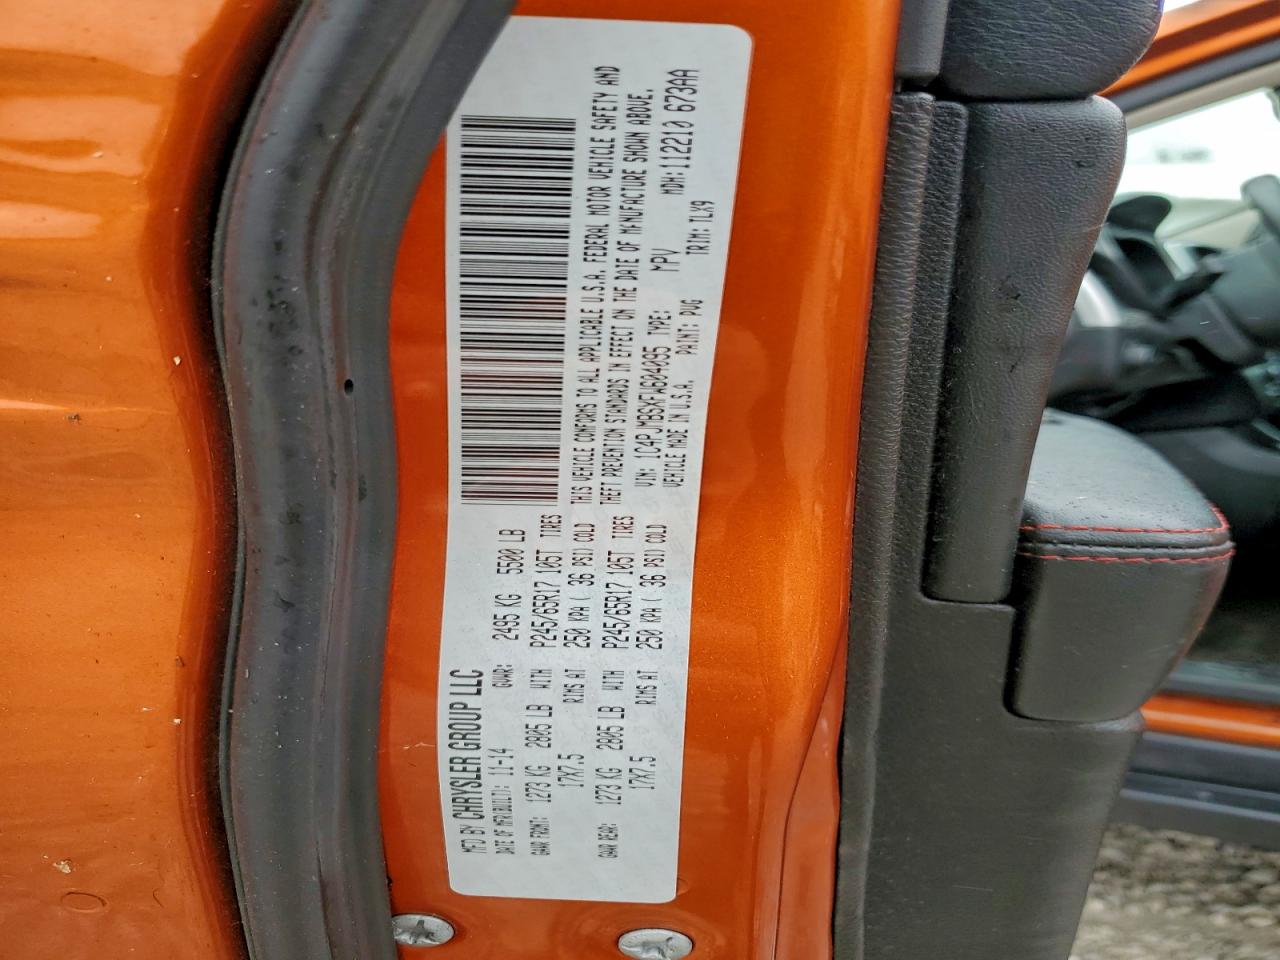 MFD BY CHRYSLER GROUP LLC
DATE OF MFR(BUILT): 11-14 GVWR: 2495 KG 5500 LB
GAWR FRONT: 1273 KG 2805 LB WITH P245/65R17 105T TIRES
17X7.5 RIMS AT 250 KPA ( 36 PSI) COLD
GAWR REAR: 1273 KG 2805 LB WITH P245/65R17 105T TIRES
17X7.5 RIMS AT 250 KPA ( 36 PSI) COLD
THIS VEHICLE CONFORMS TO ALL APPLICABLE U.S.A. FEDERAL MOTOR VEHICLE SAFETY AND
THEFT PREVENTION STANDARDS IN EFFECT ON THE DATE OF MANUFACTURE SHOWN ABOVE.
VIN: 1C4PJMBSXFW604095 TYPE: MPV MDH: 112210 673AA
VEHICLE MADE IN U.S.A. PAINT: PVG TRIM: TLX9